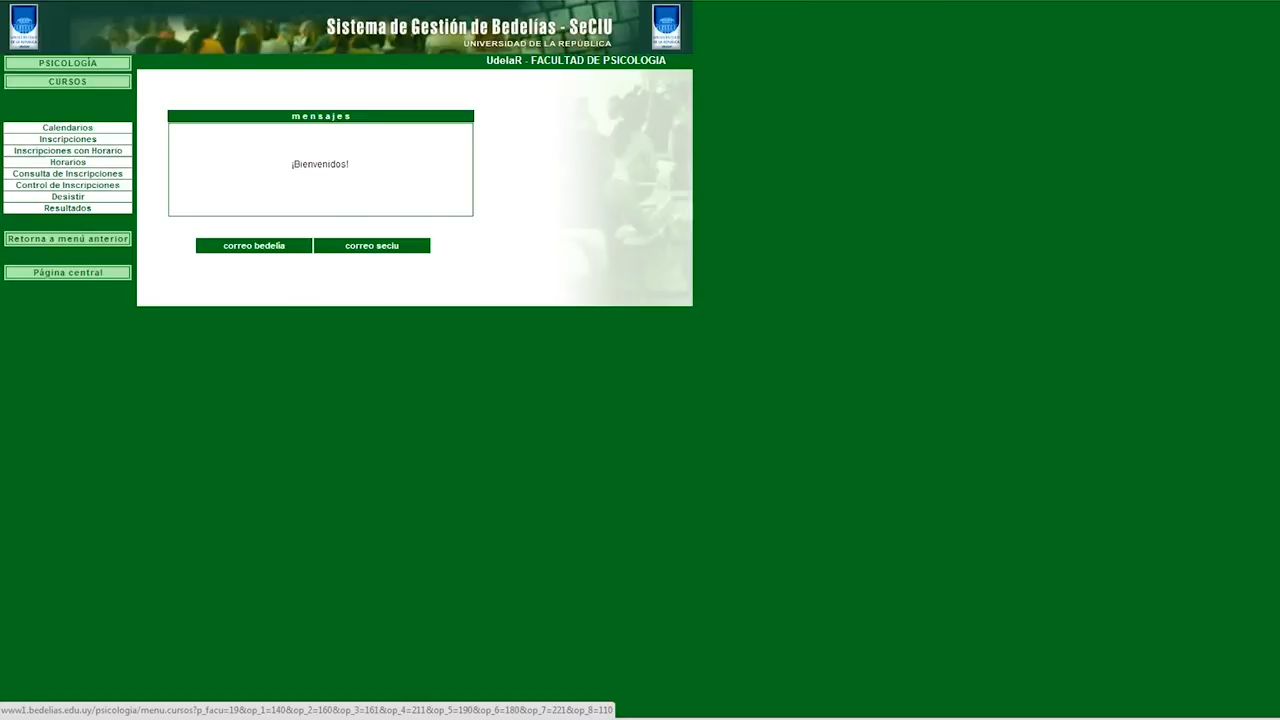 Sistema de Gestión de Bedelías - SeCIU
UNIVERSIDAD DE LA REPUBLICA
UdelaR - FACULTAD DE PSICOLOGIA
PSICOLOGÍA
CURSOS
Calendarios
Inscripciones
Inscripciones con Horario
Horarios
Consulta de Inscripciones
Control de Inscripciones
Desistir
Resultados
Retorna a menú anterior
Página central
mensajes
¡Bienvenidos!
correo bedelía
correo seciu
www1.bedelias.edu.uy/psicologia/menu.cursos?p_facu=19&op_1=140&op_2=160&op_3=161&op_4=211&op_5=190&op_6=180&op_7=221&op_8=110